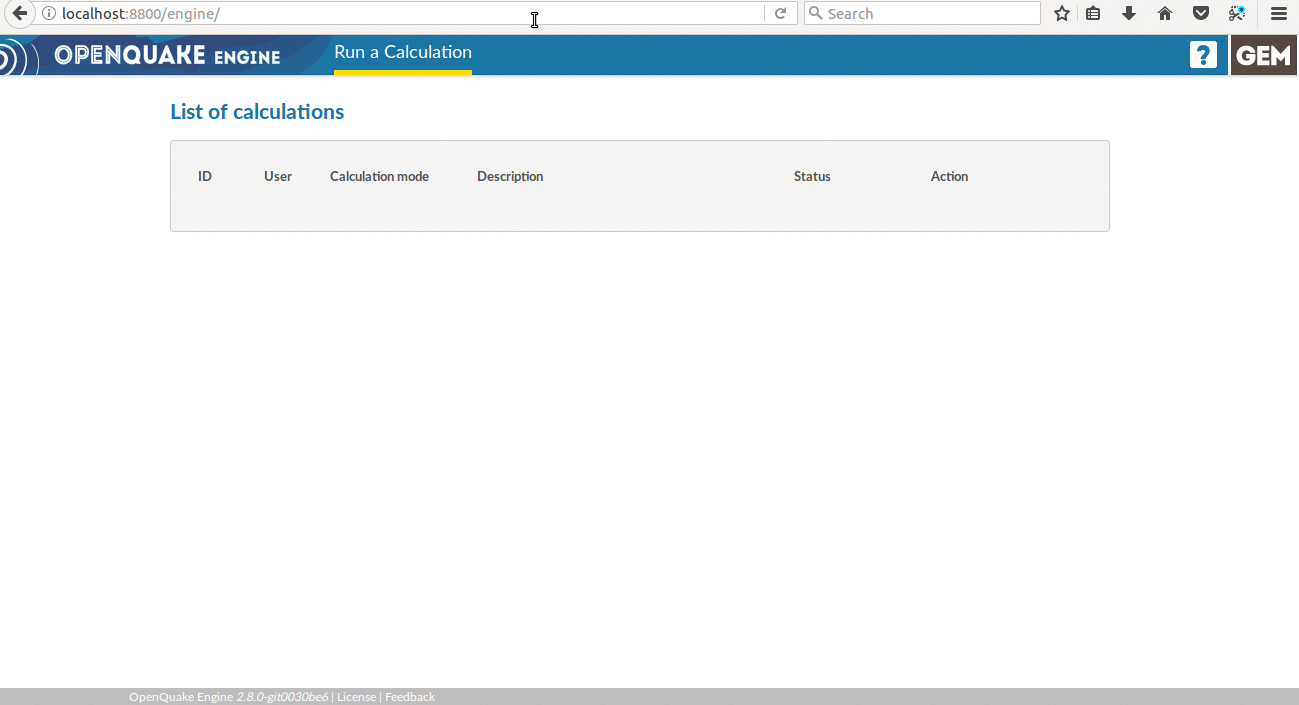 localhost:8800/engine/ Search
OPENQUAKE ENGINE Run a Calculation ? GEM
List of calculations
ID User Calculation mode Description Status Action
OpenQuake Engine 2.8.0-git0030be6 | License | Feedback